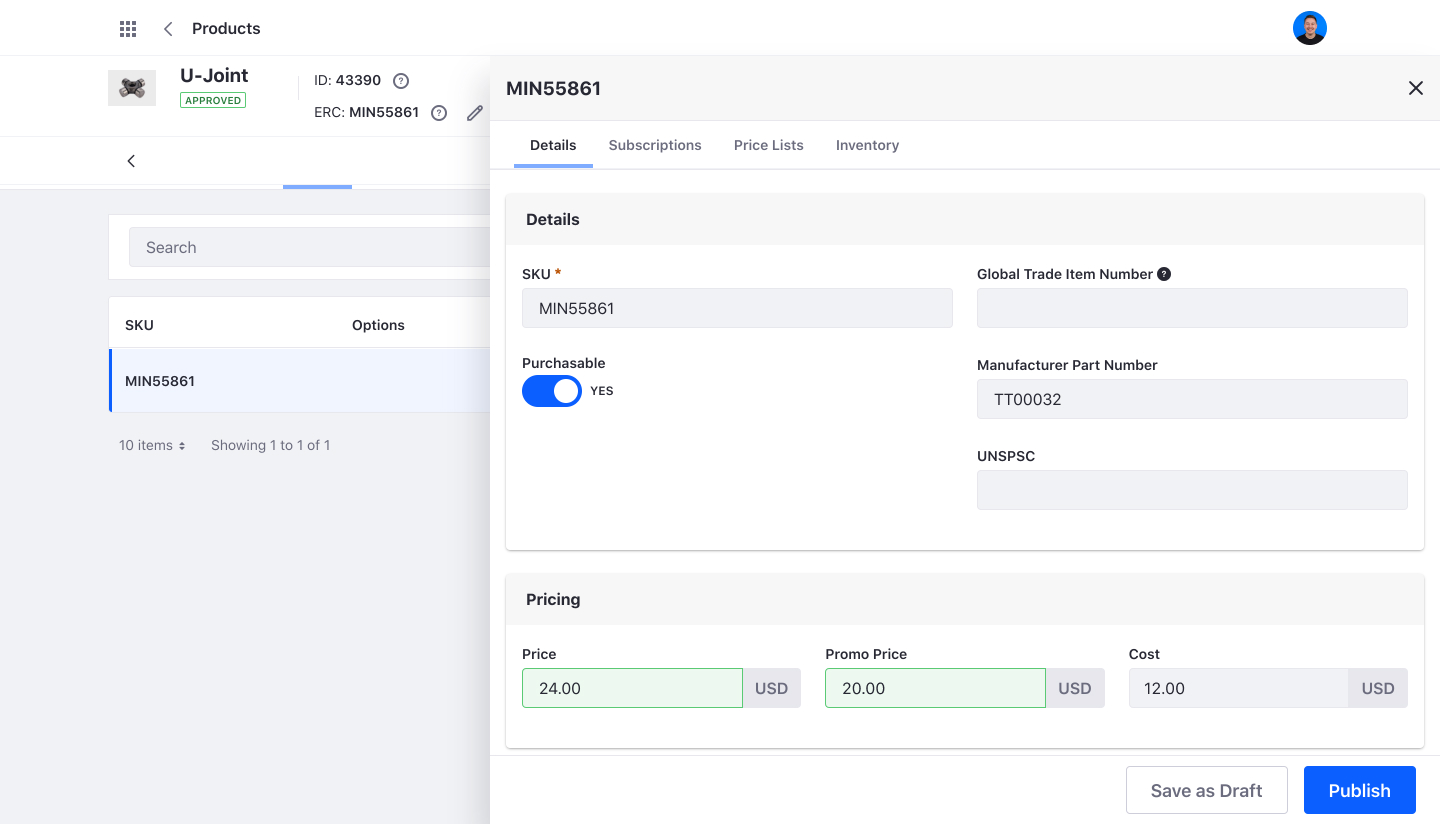 Products
U-Joint
APPROVED
ID: 43390
ERC: MIN55861
Search
SKU Options
MIN55861
10 items Showing 1 to 1 of 1
MIN55861
Details Subscriptions Price Lists Inventory
Details
SKU *
MIN55861
Global Trade Item Number ?
Purchasable
YES
Manufacturer Part Number
TT00032
UNSPSC
Pricing
Price
24.00 USD
Promo Price
20.00 USD
Cost
12.00 USD
Save as Draft Publish